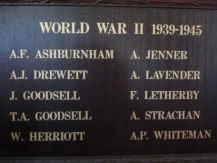 WORLD WAR II 1939-1945
A.F. ASHBURNHAM A. JENNER
A.J. DREWETT A. LAVENDER
J. GOODSELL F. LETHERBY
T.A. GOODSELL A. STRACHAN
W. HERRIOTT A.P. WHITEMAN